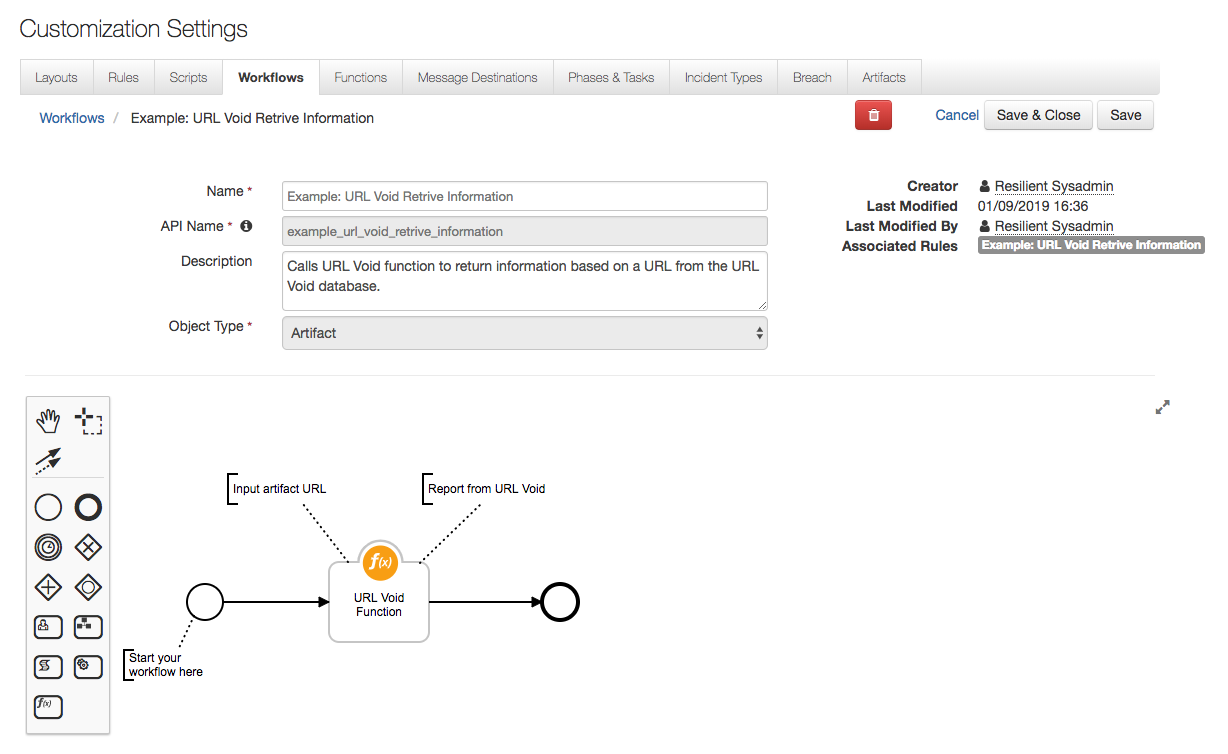 Customization Settings
Layouts Rules Scripts Workflows Functions Message Destinations Phases & Tasks Incident Types Breach Artifacts
Workflows / Example: URL Void Retrive Information
Cancel Save & Close Save
Name *
Example: URL Void Retrive Information
API Name *
example_url_void_retrive_information
Description
Calls URL Void function to return information based on a URL from the URL
Void database.
Object Type *
Artifact
Creator Resilient Sysadmin
Last Modified 01/09/2019 16:36
Last Modified By Resilient Sysadmin
Associated Rules Example: URL Void Retrive Information
Input artifact URL
Report from URL Void
f(x)
URL Void
Function
Start your
workflow here
f(x)